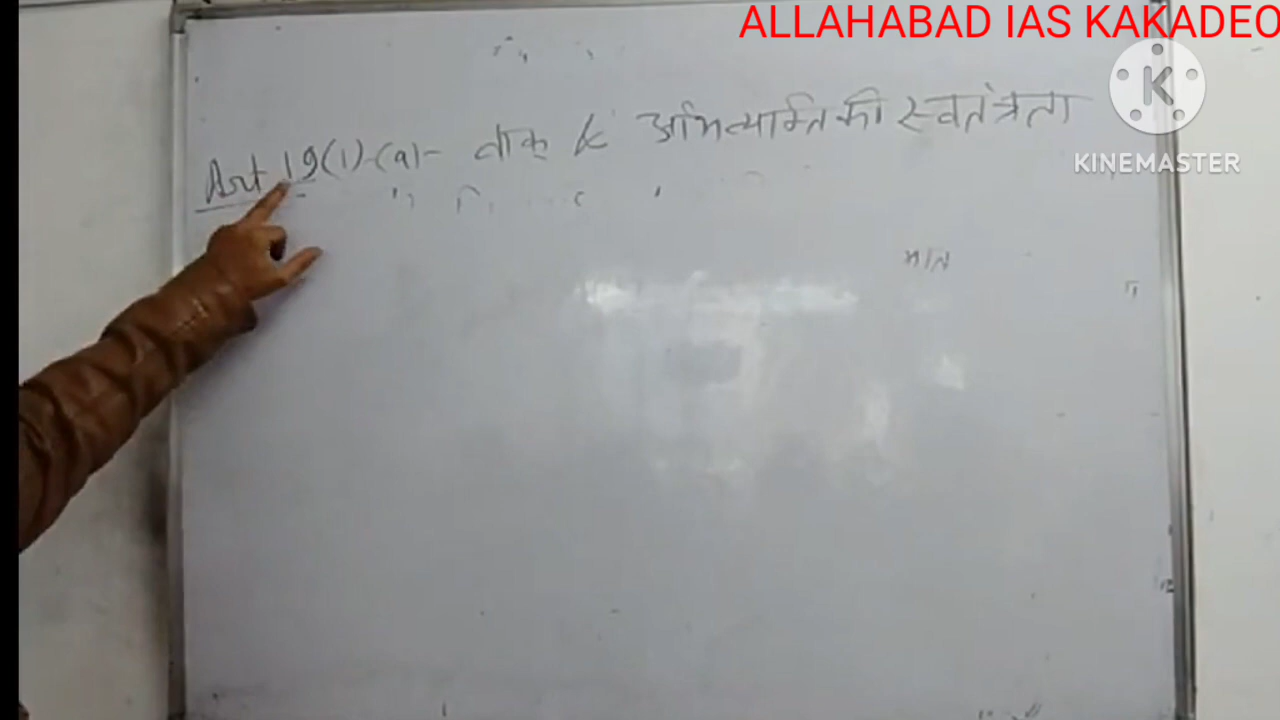 ALLAHABAD IAS KAKADEO
KINEMASTER
Art 19(1)-(a)- वाक् & अभिव्यक्ति की स्वतंत्रता